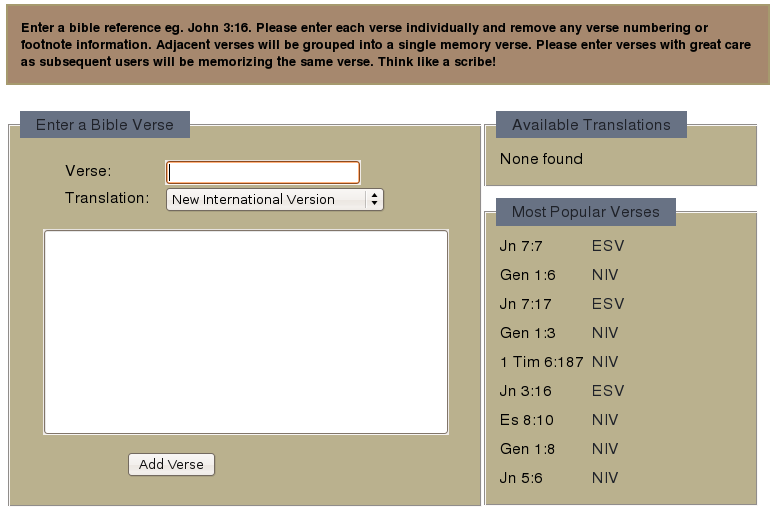 Enter a bible reference eg. John 3:16. Please enter each verse individually and remove any verse numbering or
footnote information. Adjacent verses will be grouped into a single memory verse. Please enter verses with great care
as subsequent users will be memorizing the same verse. Think like a scribe!
Enter a Bible Verse
Verse:
Translation: New International Version
Add Verse
Available Translations
None found
Most Popular Verses
Jn 7:7 ESV
Gen 1:6 NIV
Jn 7:17 ESV
Gen 1:3 NIV
1 Tim 6:187 NIV
Jn 3:16 ESV
Es 8:10 NIV
Gen 1:8 NIV
Jn 5:6 NIV